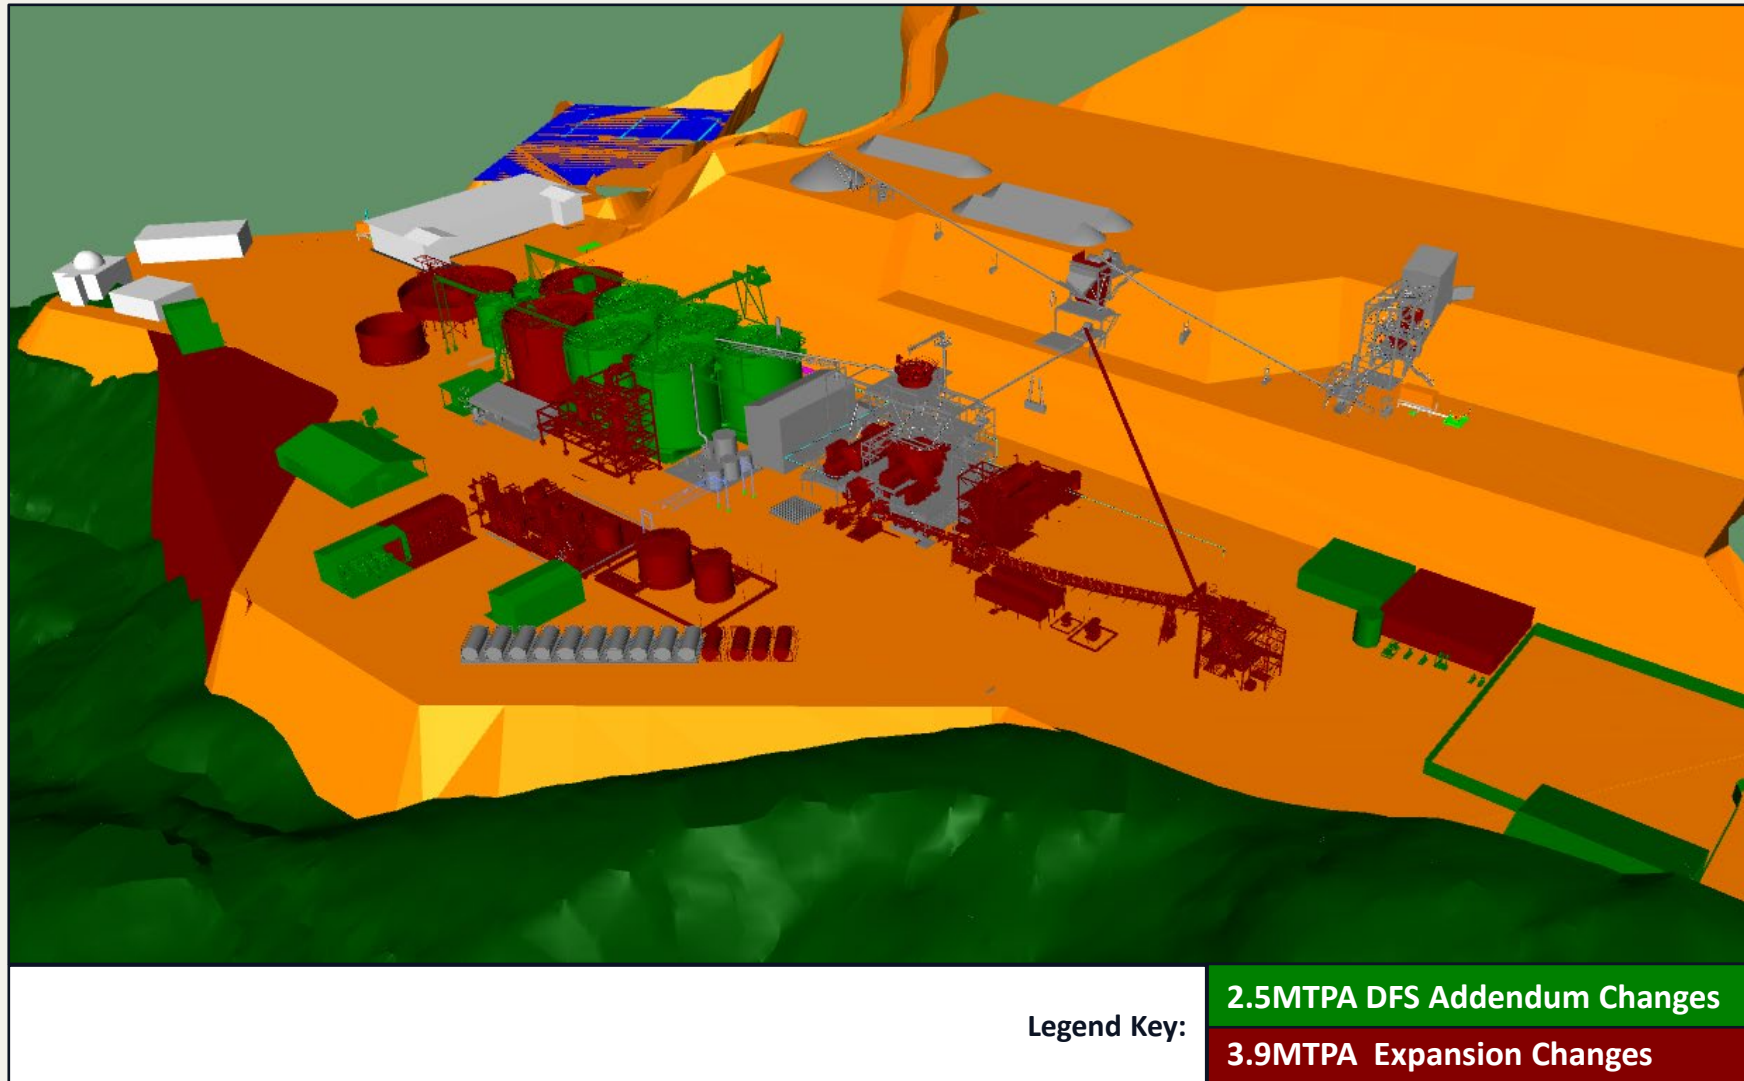 Legend Key:
2.5MTPA DFS Addendum Changes
3.9MTPA  Expansion Changes